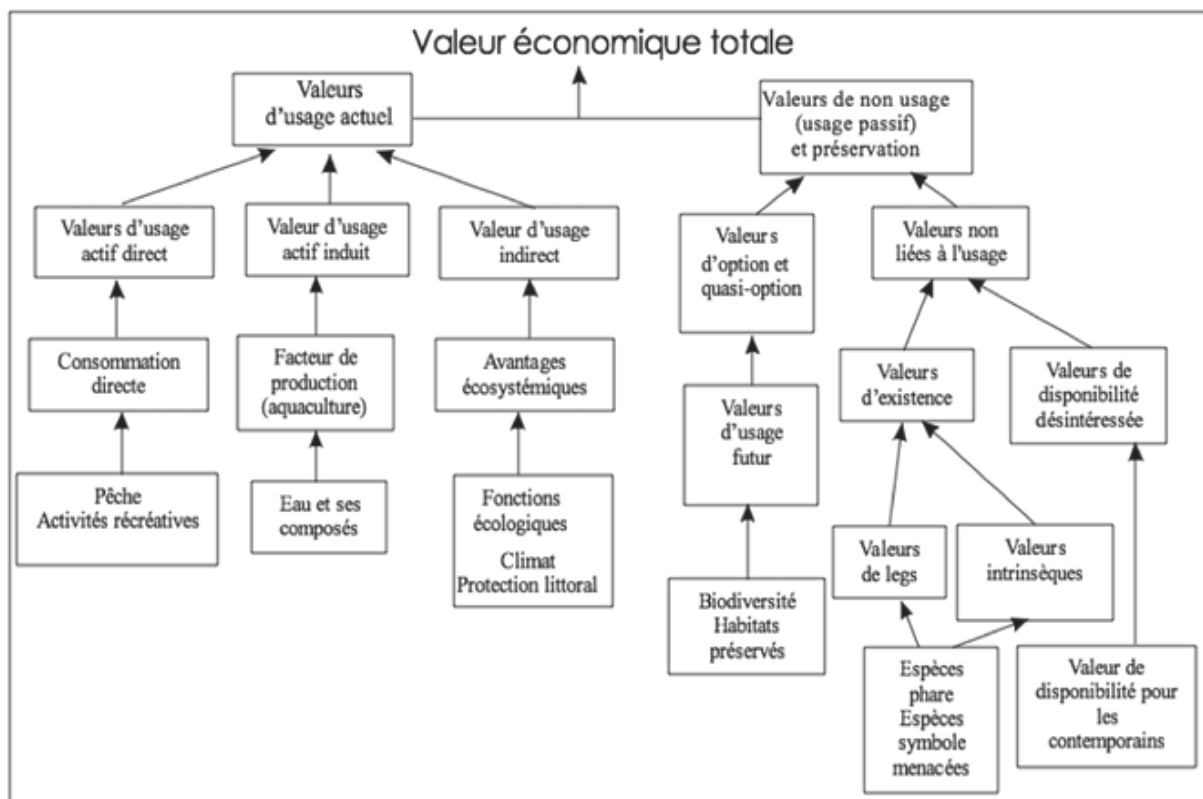 Valeur économique totale
Valeurs
d'usage actuel
Valeurs de non usage
(usage passif)
et préservation
Valeurs d'usage
actif direct
Valeur d'usage
actif induit
Valeur d'usage
indirect
Valeurs
d'option et
quasi-option
Valeurs non
liées à l'usage
Consommation
directe
Facteur de
production
(aquaculture)
Avantages
écosystémiques
Valeurs
d'usage
futur
Valeurs
d'existence
Valeurs de
disponibilité
désintéressée
Pêche
Activités récréatives
Eau et ses
composés
Fonctions
écologiques
Climat
Protection littoral
Biodiversité
Habitats
préservés
Valeurs
de legs
Valeurs
intrinsèques
Espèces
phare
Espèces
symbole
menacées
Valeur de
disponibilité pour
les
contemporains